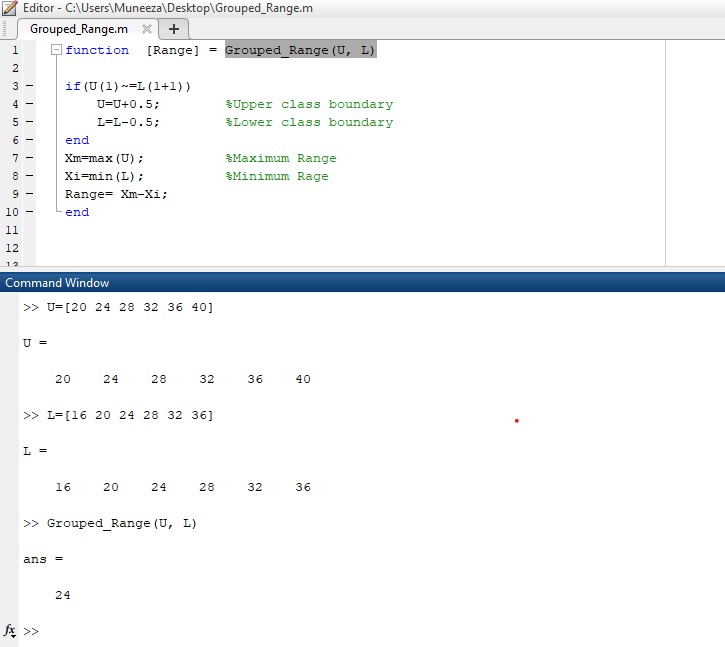 Editor - C:\Users\Muneeza\Desktop\Grouped_Range.m
Grouped_Range.m × +
1 function [Range] = Grouped_Range(U, L)
2
3 - if(U(1)~=L(1+1))
4 - U=U+0.5; %Upper class boundary
5 - L=L-0.5; %Lower class boundary
6 - end
7 - Xm=max(U); %Maximum Range
8 - Xi=min(L); %Minimum Rage
9 - Range= Xm-Xi;
10 - end
11
12
13
Command Window
>> U=[20 24 28 32 36 40]
U =
20 24 28 32 36 40
>> L=[16 20 24 28 32 36]
L =
16 20 24 28 32 36
>> Grouped_Range(U, L)
ans =
24
fx >>